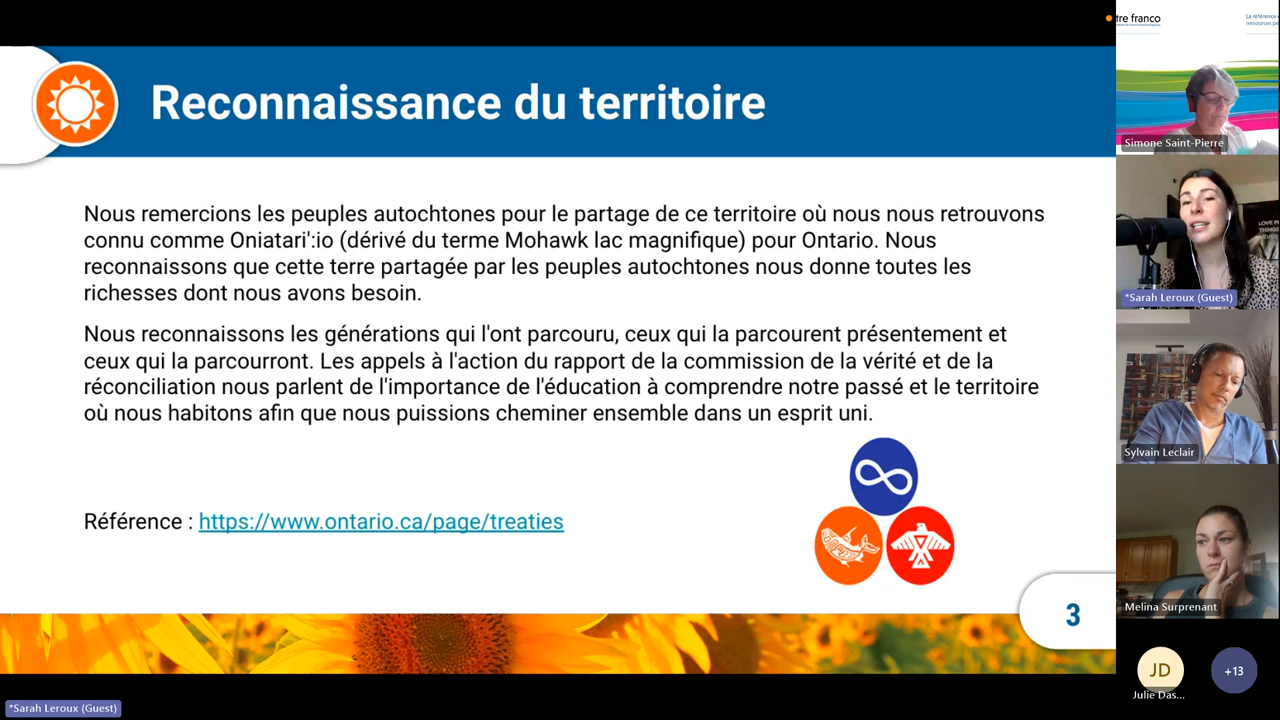 Reconnaissance du territoire
Nous remercions les peuples autochtones pour le partage de ce territoire où nous nous retrouvons
connu comme Oniatari':io (dérivé du terme Mohawk lac magnifique) pour Ontario. Nous
reconnaissons que cette terre partagée par les peuples autochtones nous donne toutes les
richesses dont nous avons besoin.
Nous reconnaissons les générations qui l'ont parcouru, ceux qui la parcourent présentement et
ceux qui la parcourront. Les appels à l'action du rapport de la commission de la vérité et de la
réconciliation nous parlent de l'importance de l'éducation à comprendre notre passé et le territoire
où nous habitons afin que nous puissions cheminer ensemble dans un esprit uni.
Référence : https://www.ontario.ca/page/treaties
3
*Sarah Leroux (Guest)
tre franco
La référence
ressources
Simone Saint-Pierre
LOVE
THINGS
*Sarah Leroux (Guest)
Sylvain Leclair
Melina Surprenant
JD
+13
Julie Das...